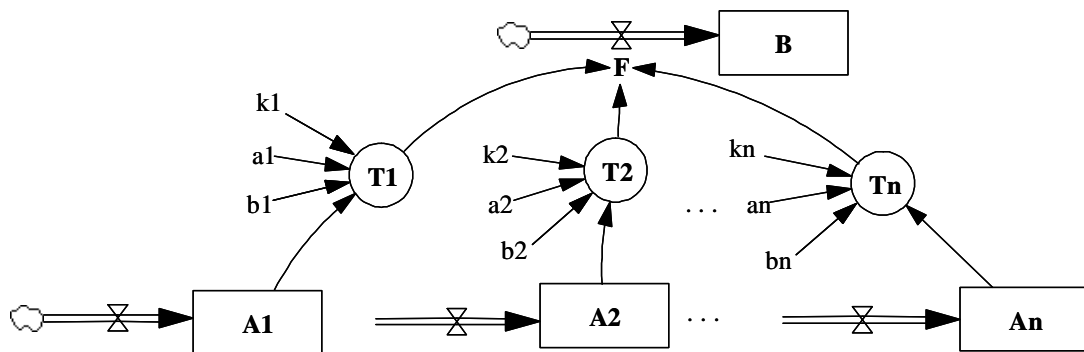 B
F
k1
a1
b1
T1
k2
a2
b2
T2
. . .
kn
an
bn
Tn
A1
A2
. . .
An